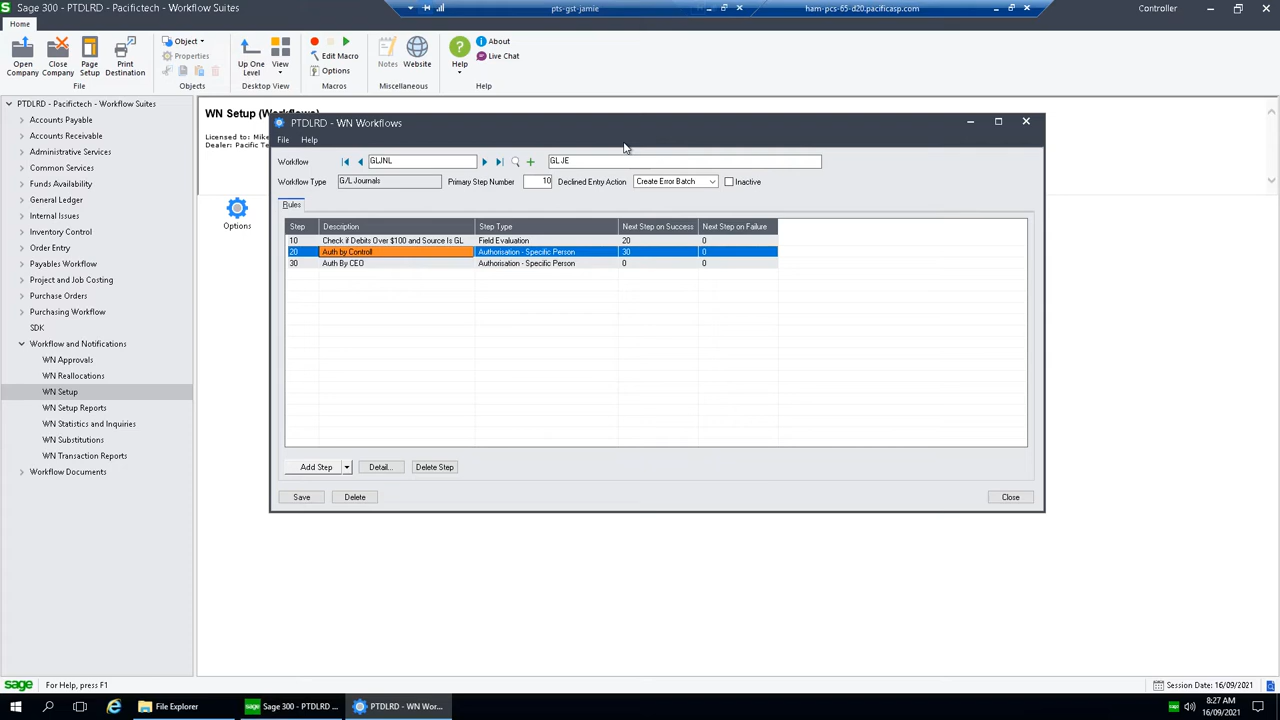 Sage 300 - PTDLRD - Pacifictech - Workflow Suites
pts-gst-jamie
ham-pcs-65-d20.pacificasp.com
Controller
Home
Open Company
Close Company
Page Setup
Print Destination
File
Object
Properties
Objects
Up One Level
View
Desktop View
Edit Macro
Options
Macros
Notes
Website
Miscellaneous
Help
About
Live Chat
Help
PTDLRD - Pacifictech - Workflow Suites
Accounts Payable
Accounts Receivable
Administrative Services
Common Services
Funds Availability
General Ledger
Internal Issues
Inventory Control
Order Entry
Payables Workflow
Project and Job Costing
Purchase Orders
Purchasing Workflow
SDK
Workflow and Notifications
WN Approvals
WN Reallocations
WN Setup
WN Setup Reports
WN Statistics and Inquiries
WN Substitutions
WN Transaction Reports
Workflow Documents
WN Setup (Workflows)
Licensed to: Mike
Dealer: Pacific T
Options
PTDLRD - WN Workflows
File Help
Workflow GLJNL GL JE
Workflow Type G/L Journals Primary Step Number 10 Declined Entry Action Create Error Batch Inactive
Rules
Step Description Step Type Next Step on Success Next Step on Failure
10 Check if Debits Over $100 and Source Is GL Field Evaluation 20 0
20 Auth by Controll Authorisation - Specific Person 30 0
30 Auth By CEO Authorisation - Specific Person 0 0
Add Step Detail... Delete Step
Save Delete Close
sage For Help, press F1
Session Date: 16/09/2021
File Explorer
Sage 300 - PTDLRD ...
PTDLRD - WN Wor...
8:27 AM
16/09/2021